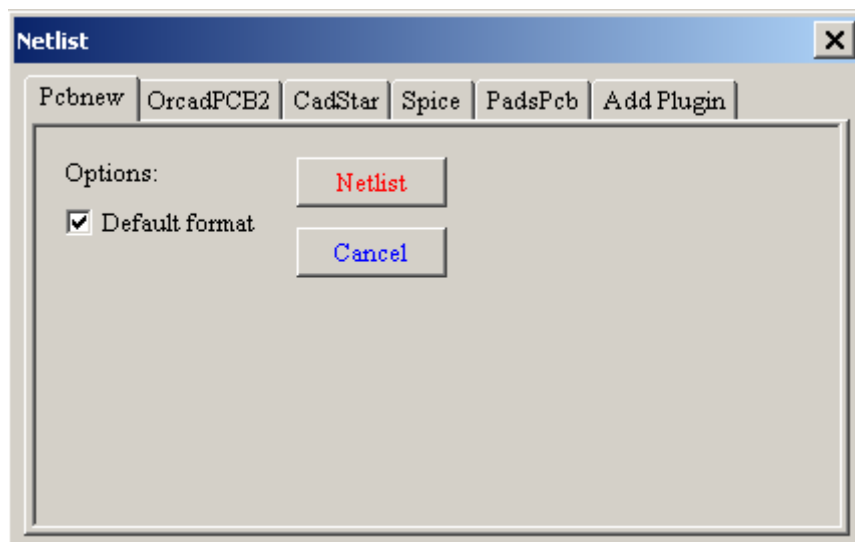 Netlist
Pcbnew OrcadPCB2 CadStar Spice PadsPcb Add Plugin
Options:
Netlist
Default format
Cancel